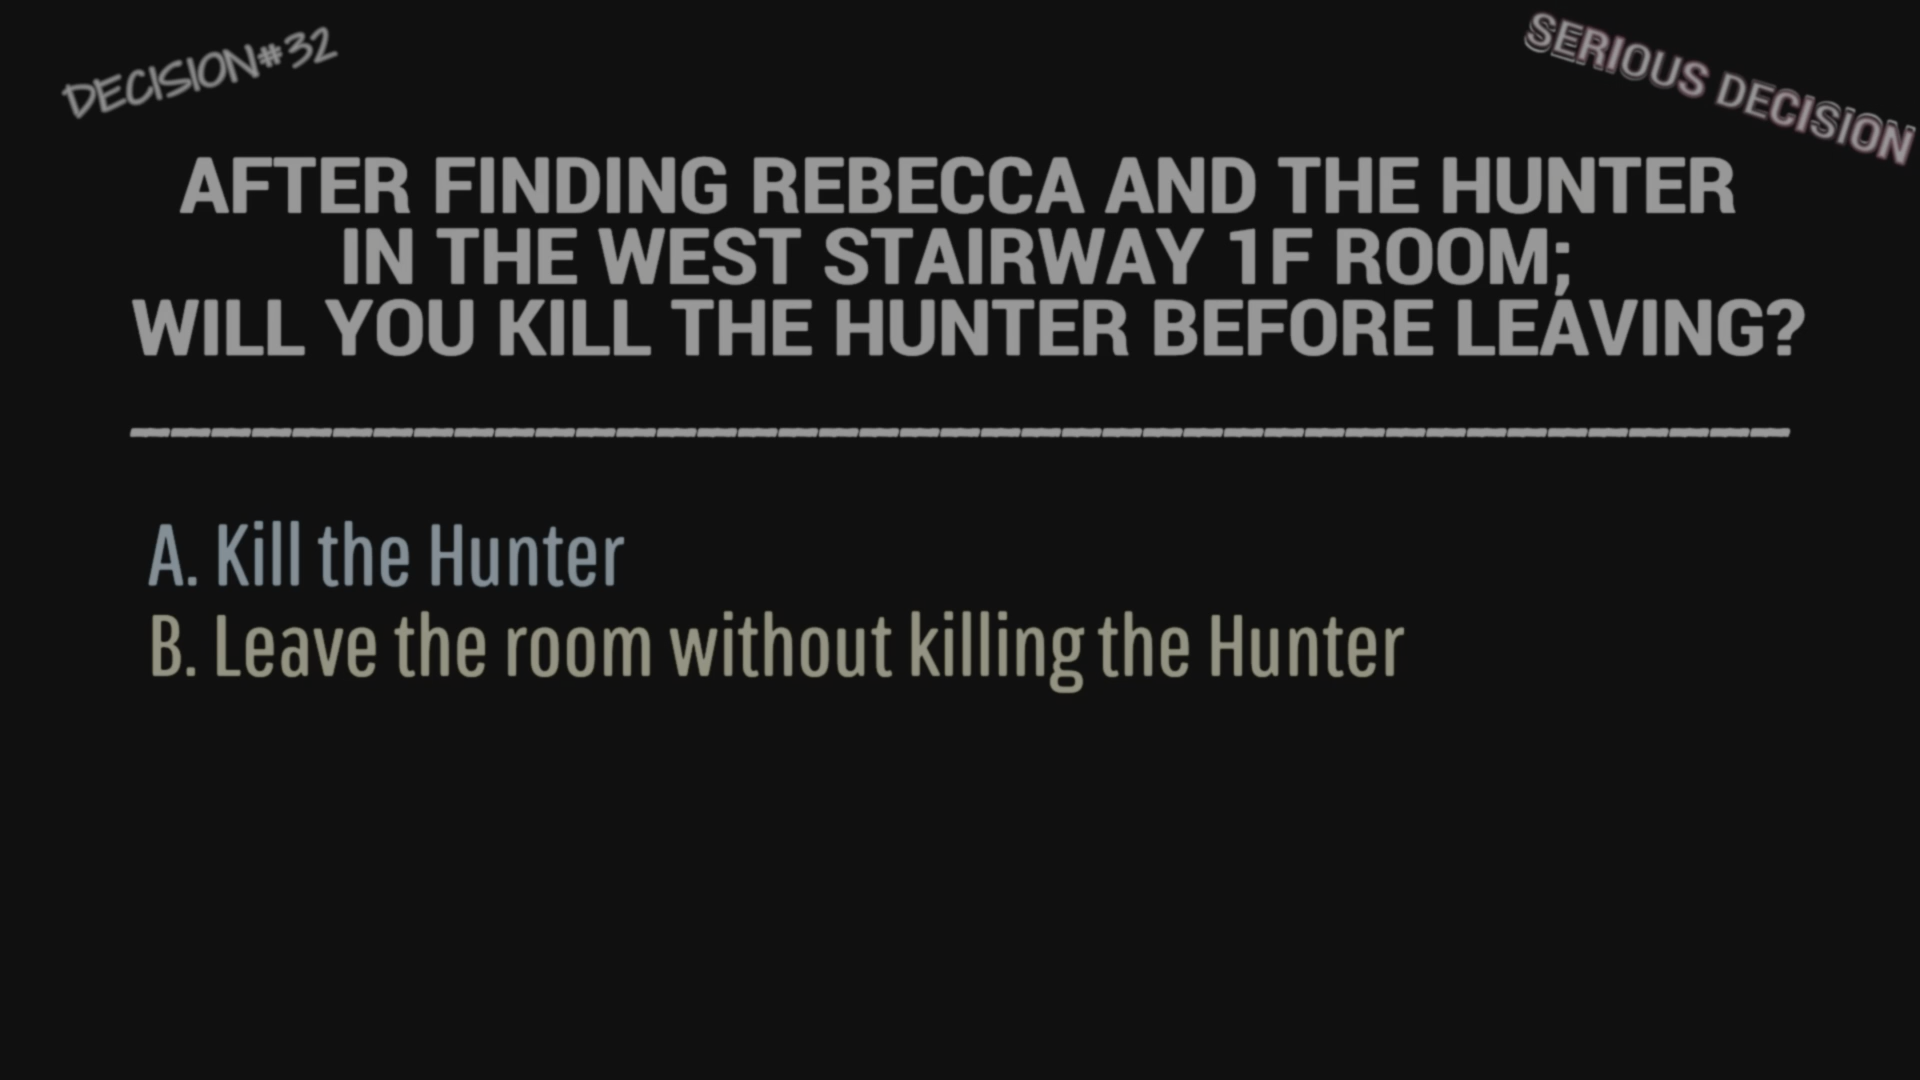 DECISION#32
SERIOUS DECISION
AFTER FINDING REBECCA AND THE HUNTER
IN THE WEST STAIRWAY 1F ROOM;
WILL YOU KILL THE HUNTER BEFORE LEAVING?
A. Kill the Hunter
B. Leave the room without killing the Hunter